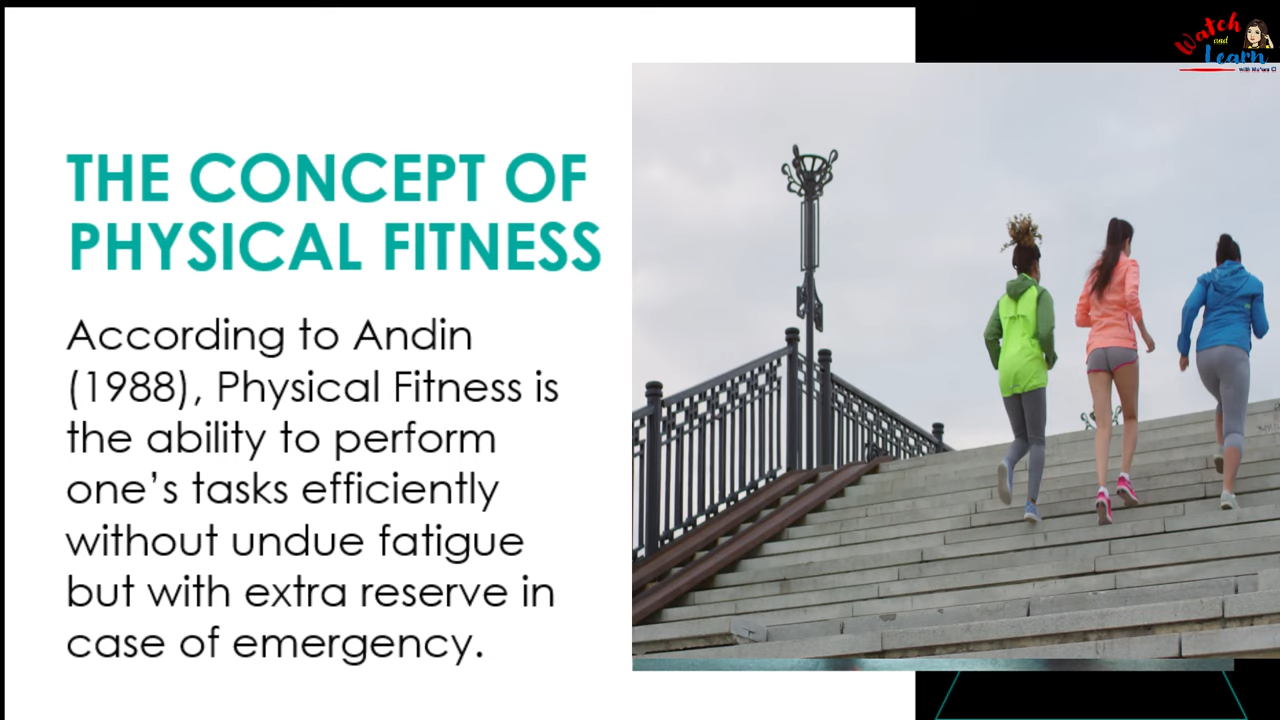 Watch
and
Learn
THE CONCEPT OF
PHYSICAL FITNESS
According to Andin
(1988), Physical Fitness is
the ability to perform
one’s tasks efficiently
without undue fatigue
but with extra reserve in
case of emergency.